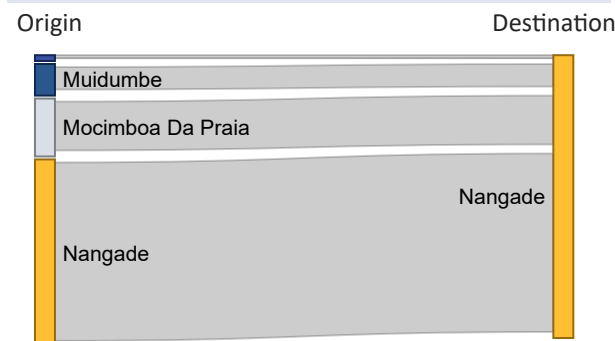 Origin
Destination
Muidumbe
Mocimboa Da Praia
Nangade
Nangade